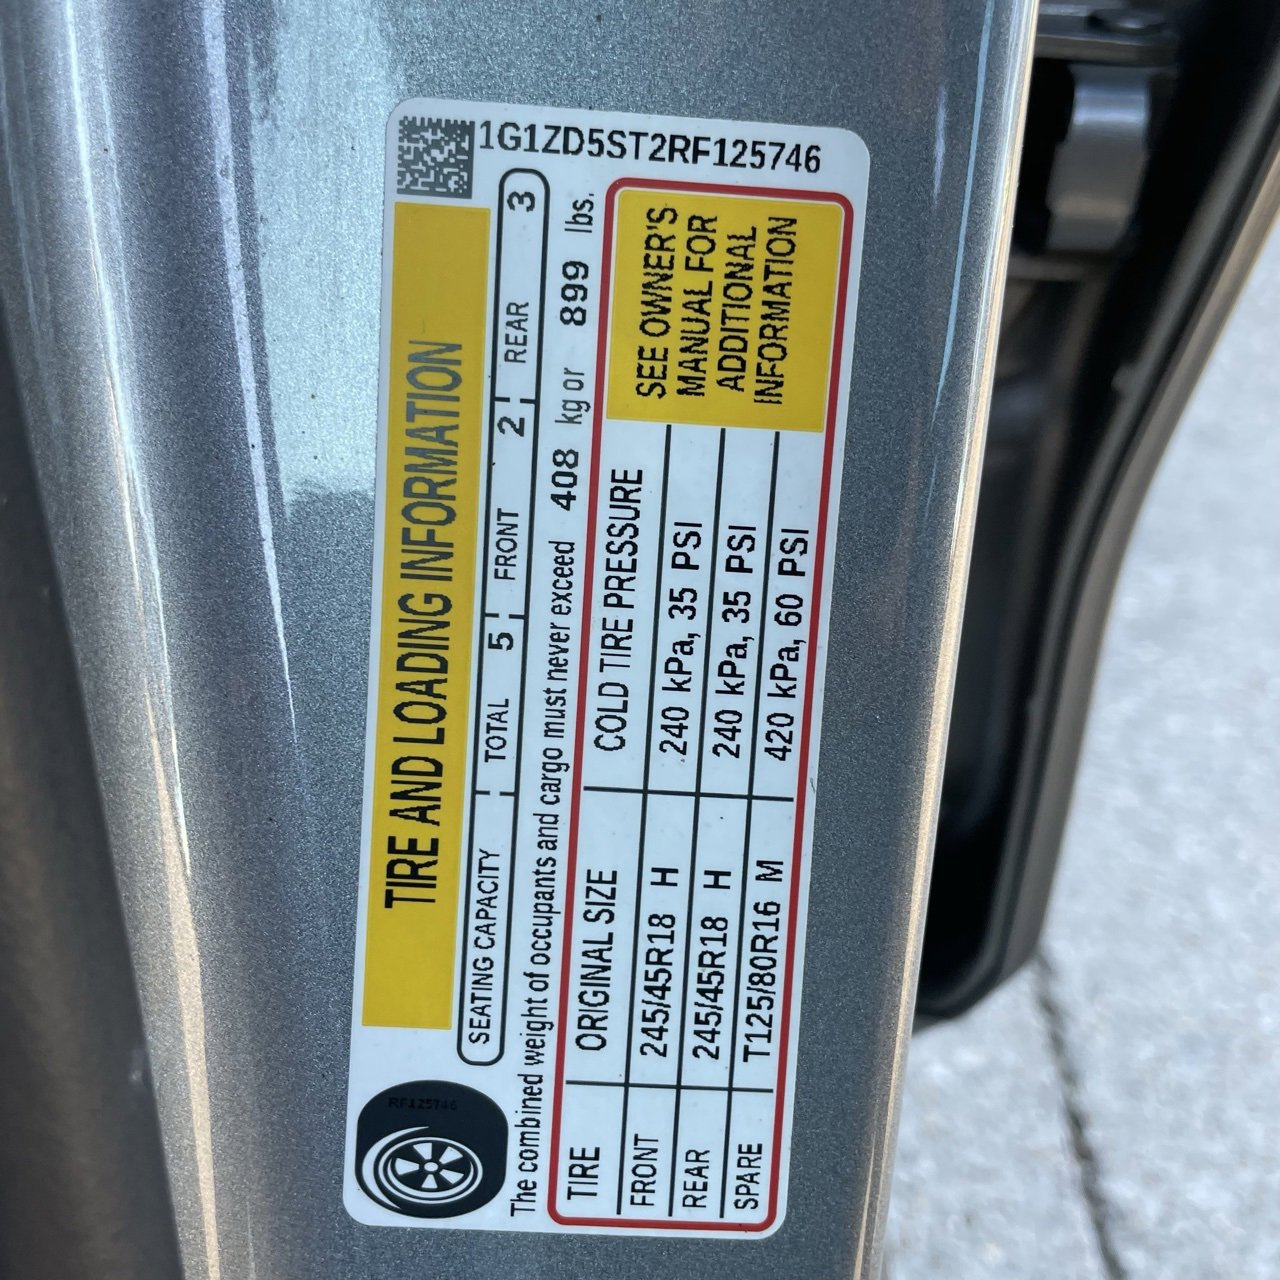 1G1ZD5ST2RF125746
TIRE AND LOADING INFORMATION
SEATING CAPACITY TOTAL 5 FRONT 2 REAR 3
The combined weight of occupants and cargo must never exceed 408 kg or 899 lbs.
TIRE ORIGINAL SIZE COLD TIRE PRESSURE
FRONT 245/45R18 H 240 kPa, 35 PSI
REAR 245/45R18 H 240 kPa, 35 PSI
SPARE T125/80R16 M 420 kPa, 60 PSI
SEE OWNER'S
MANUAL FOR
ADDITIONAL
INFORMATION
RF125746